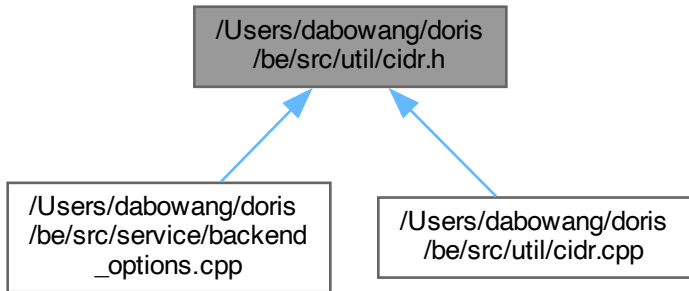 /Users/dabowang/doris
/be/src/util/cidr.h
/Users/dabowang/doris
/be/src/service/backend
_options.cpp
/Users/dabowang/doris
/be/src/util/cidr.cpp